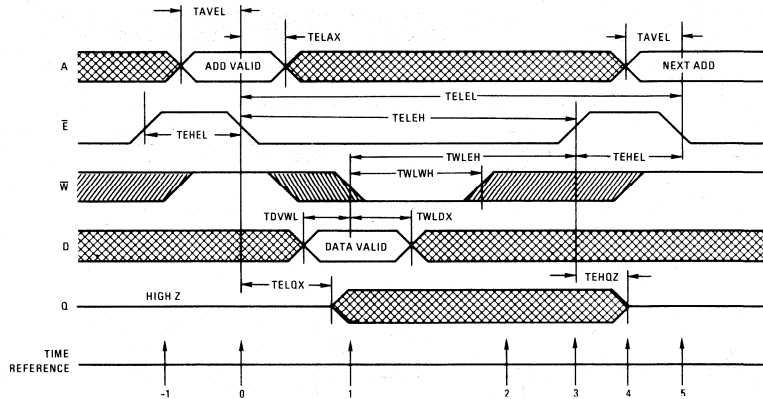 TAVEL
TELAX
TAVEL
A
ADD VALID
NEXT ADD
TELEL
E
TELEH
TEHEL
TWLEH
TEHEL
TWLWH
W
TDVWL
TWLDX
D
DATA VALID
TELQX
TEHQZ
Q
HIGH Z
TIME
REFERENCE
-1 0 1 2 3 4 5